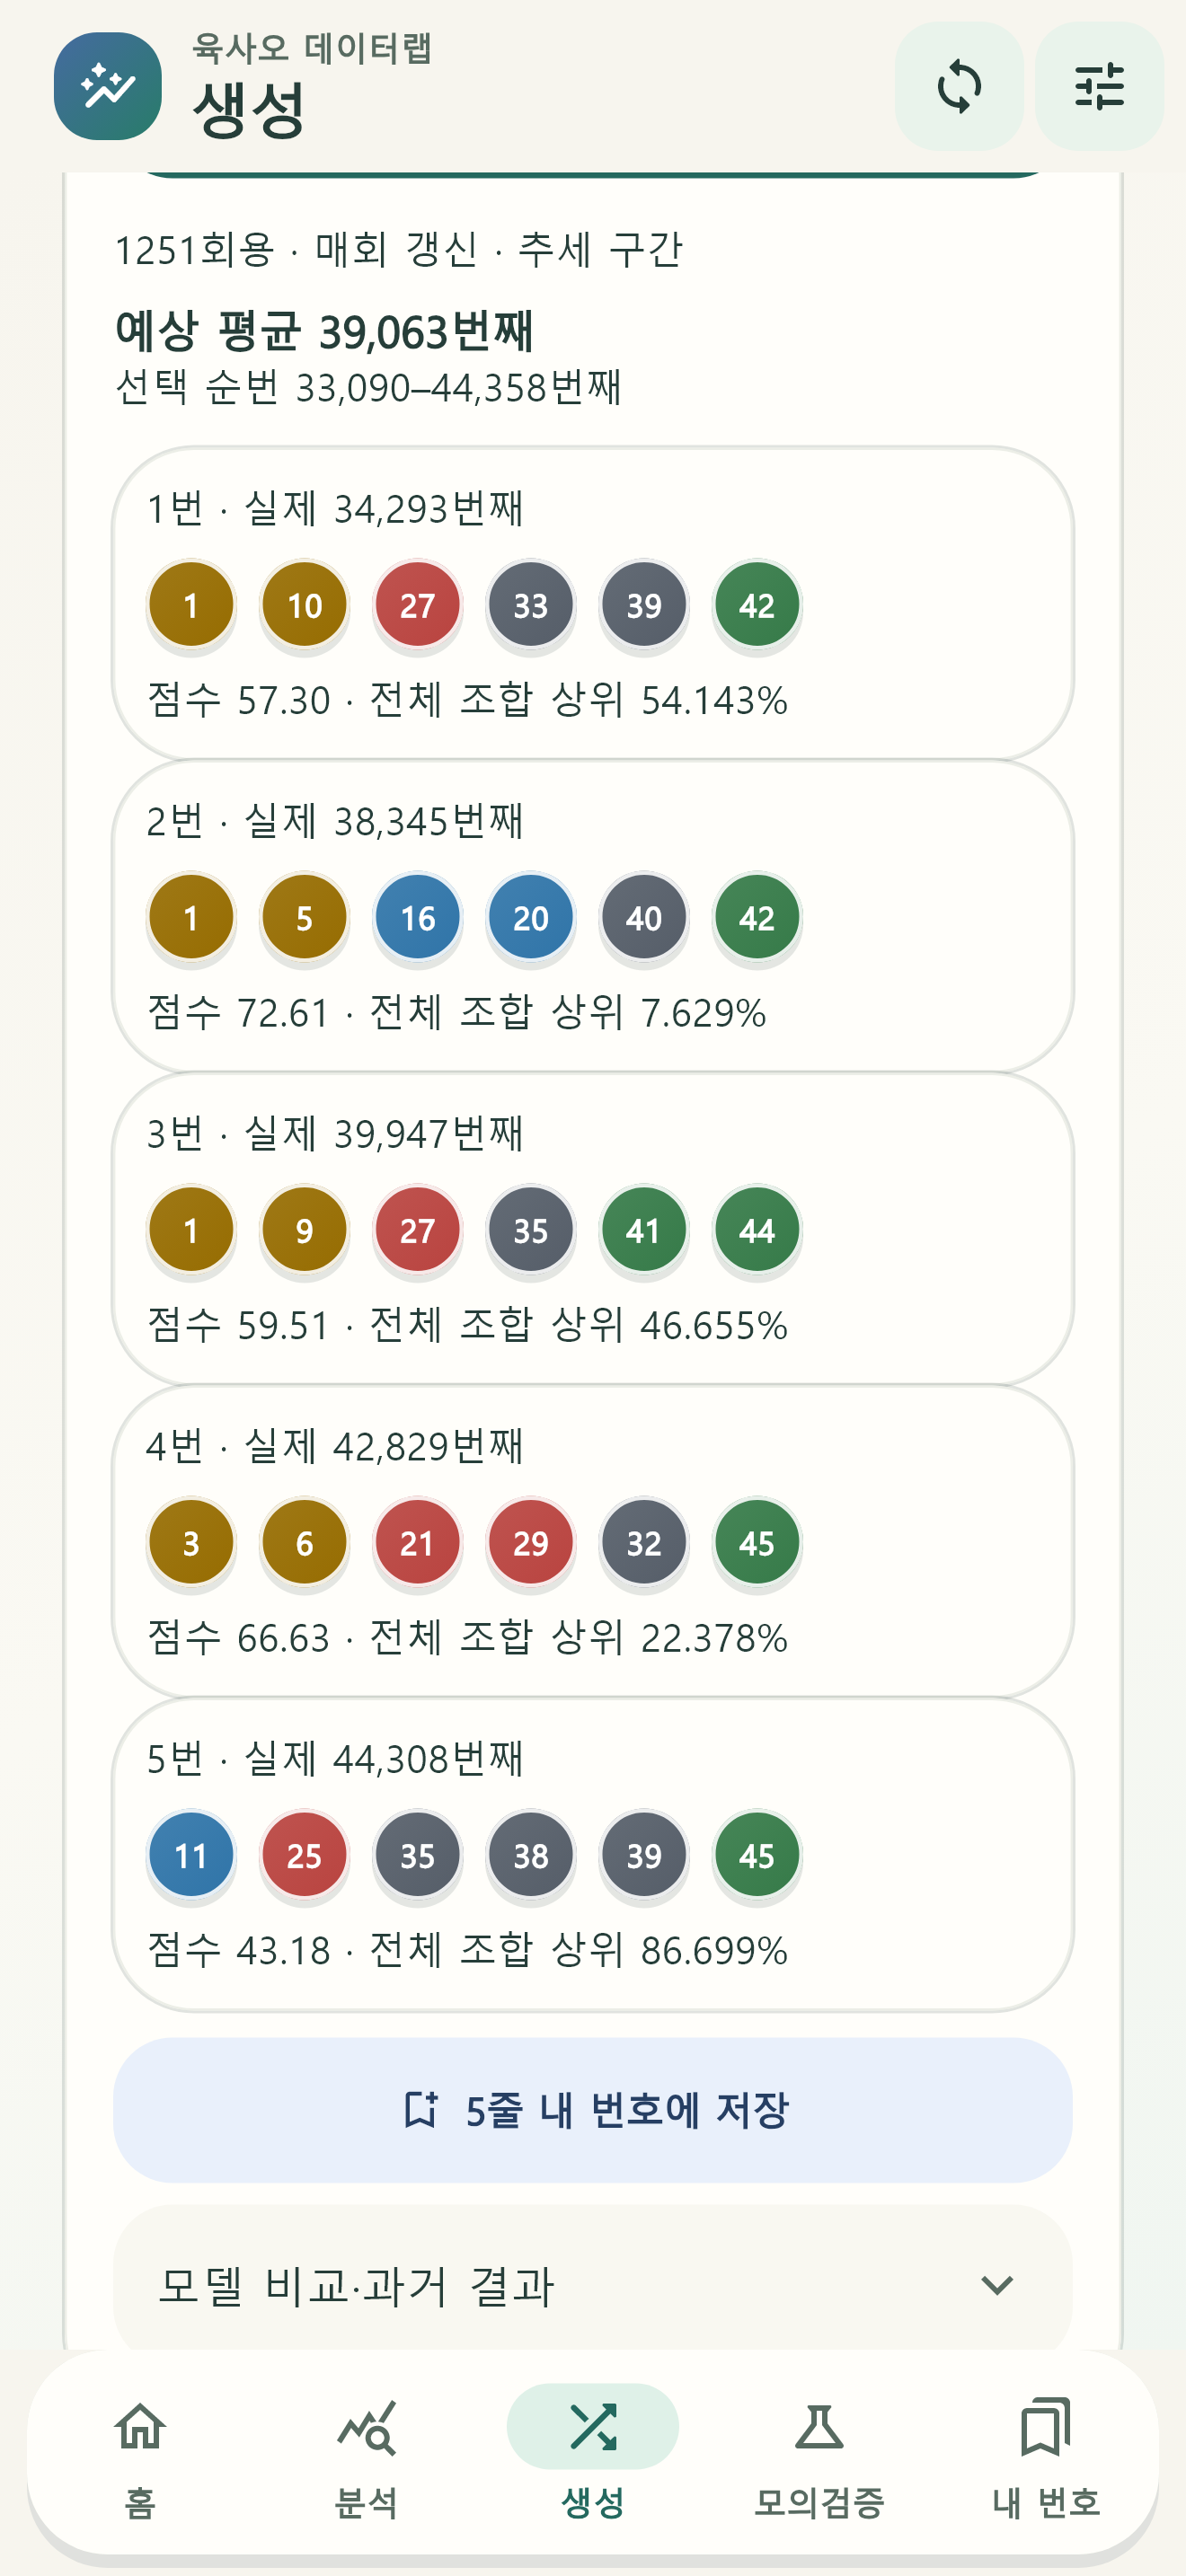 육사오 데이터랩
생성
1251회용 · 매회 갱신 · 추세 구간
예상 평균 39,063번째
선택 순번 33,090–44,358번째
1번 · 실제 34,293번째
1 10 27 33 39 42
점수 57.30 · 전체 조합 상위 54.143%
2번 · 실제 38,345번째
1 5 16 20 40 42
점수 72.61 · 전체 조합 상위 7.629%
3번 · 실제 39,947번째
1 9 27 35 41 44
점수 59.51 · 전체 조합 상위 46.655%
4번 · 실제 42,829번째
3 6 21 29 32 45
점수 66.63 · 전체 조합 상위 22.378%
5번 · 실제 44,308번째
11 25 35 38 39 45
점수 43.18 · 전체 조합 상위 86.699%
5줄 내 번호에 저장
모델 비교·과거 결과
홈 분석 생성 모의검증 내 번호